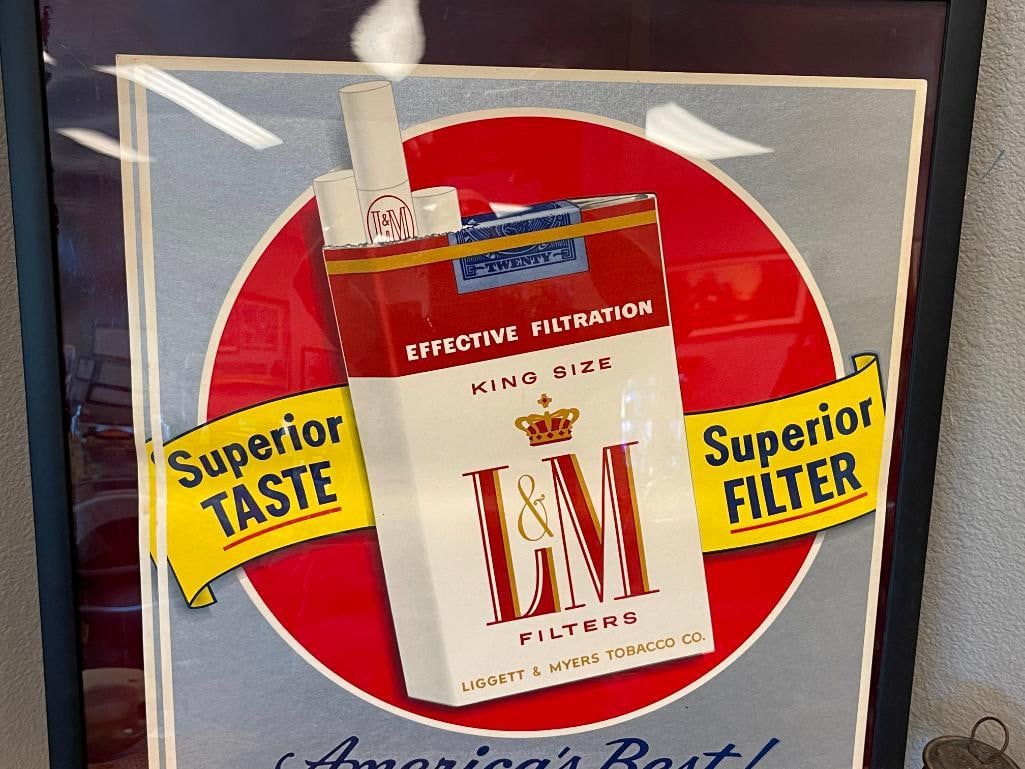 L&M
TWENTY
EFFECTIVE FILTRATION
KING SIZE
Superior
TASTE
Superior
FILTER
L&M
FILTERS
LIGGETT & MYERS TOBACCO CO.
America's Best!